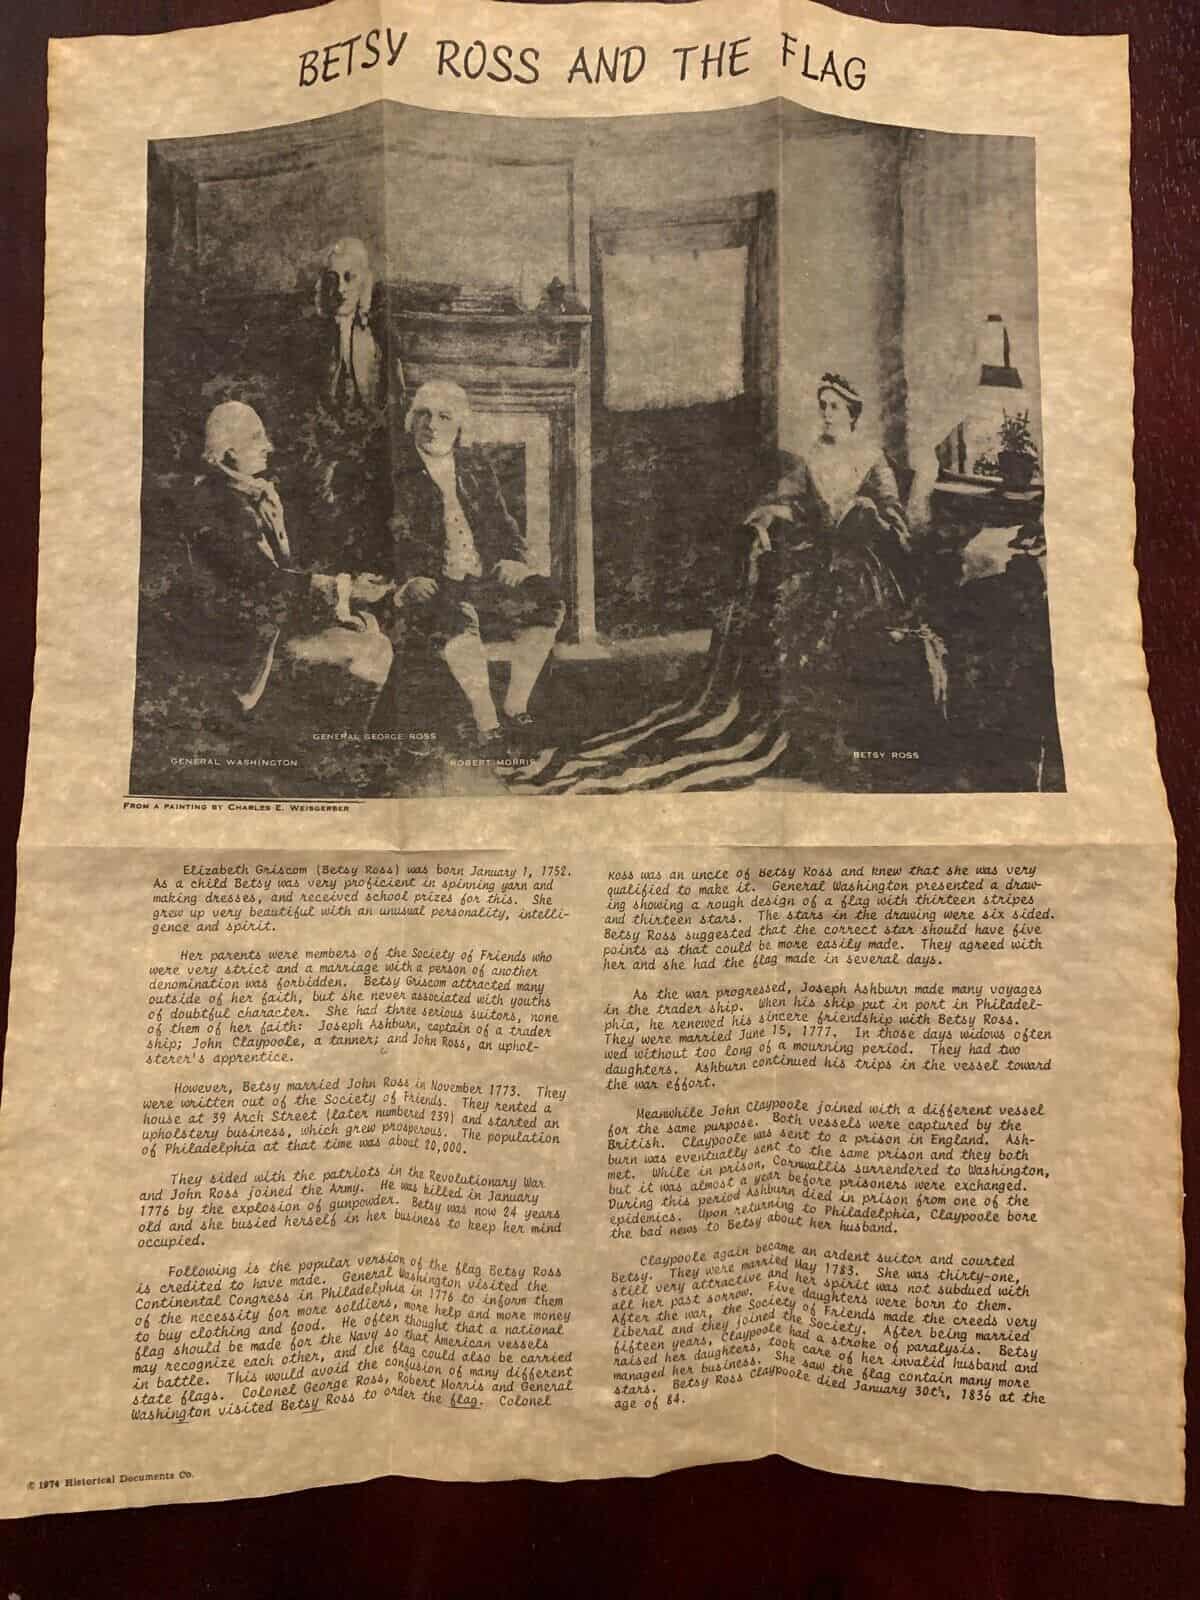 BETSY ROSS AND THE FLAG
GENERAL GEORGE ROSS
GENERAL WASHINGTON
ROBERT MORRIS
BETSY ROSS
FROM A PAINTING BY CHARLES E. WEISGERBER
Elizabeth Griscom (Betsy Ross) was born January 1, 1752.
As a child Betsy was very proficient in spinning yarn and
making dresses, and received school prizes for this. She
grew up very beautiful with an unusual personality, intelli-
gence and spirit.
Her parents were members of the Society of Friends who
were very strict and a marriage with a person of another
denomination was forbidden. Betsy Griscom attracted many
outside of her faith, but she never associated with youths
of doubtful character. She had three serious suitors, none
of them of her faith: Joseph Ashburn, captain of a trader
ship; John Claypoole, a tanner; and John Ross, an uphol-
sterer's apprentice.
However, Betsy married John Ross in November 1773. They
were written out of the Society of Friends. They rented a
house at 39 Arch Street (later numbered 239) and started an
upholstery business, which grew prosperous. The population
of Philadelphia at that time was about 20,000.
They sided with the patriots in the Revolutionary War
and John Ross joined the Army. He was killed in January
1776 by the explosion of gunpowder. Betsy was now 24 years
old and she busied herself in her business to keep her mind
occupied.
Following is the popular version of the flag Betsy Ross
is credited to have made. General Washington visited the
Continental Congress in Philadelphia in 1776 to inform them
of the necessity for more soldiers, more help and more money
to buy clothing and food. He often thought that a national
flag should be made for the Navy so that American vessels
may recognize each other, and the flag could also be carried
in battle. This would avoid the confusion of many different
state flags. Colonel George Ross, Robert Morris and General
Washington visited Betsy Ross to order the flag. Colonel
Ross was an uncle of Betsy Ross and knew that she was very
qualified to make it. General Washington presented a draw-
ing showing a rough design of a flag with thirteen stripes
and thirteen stars. The stars in the drawing were six sided.
Betsy Ross suggested that the correct star should have five
points as that could be more easily made. They agreed with
her and she had the flag made in several days.
As the war progressed, Joseph Ashburn made many voyages
in the trader ship. When his ship put in port in Philadel-
phia, he renewed his sincere friendship with Betsy Ross.
They were married June 15, 1777. In those days widows often
wed without too long of a mourning period. They had two
daughters. Ashburn continued his trips in the vessel toward
the war effort.
Meanwhile John Claypoole joined with a different vessel
for the same purpose. Both vessels were captured by the
British. Claypoole was sent to a prison in England. Ash-
burn was eventually sent to the same prison and they both
met. While in prison, Cornwallis surrendered to Washington,
but it was almost a year before prisoners were exchanged.
During this period Ashburn died in prison from one of the
epidemics. Upon returning to Philadelphia, Claypoole bore
the bad news to Betsy about her husband.
Claypoole again became an ardent suitor and courted
Betsy. They were married May 1783. She was thirty-one,
still very attractive and her spirit was not subdued with
all her past sorrow. Five daughters were born to them.
After the war, the Society of Friends made the creeds very
liberal and they joined the Society. After being married
fifteen years, Claypoole had a stroke of paralysis. Betsy
raised her daughters, took care of her invalid husband and
managed her business. She saw the flag contain many more
stars. Betsy Ross Claypoole died January 30th, 1836 at the
age of 84.
© 1974 Historical Documents Co.